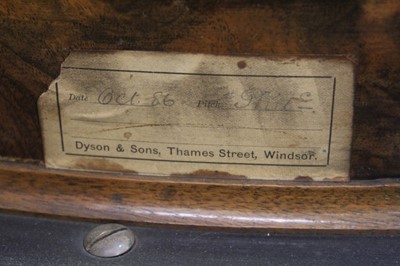 Date Oct 86
Dyson & Sons, Thames Street, Windsor.